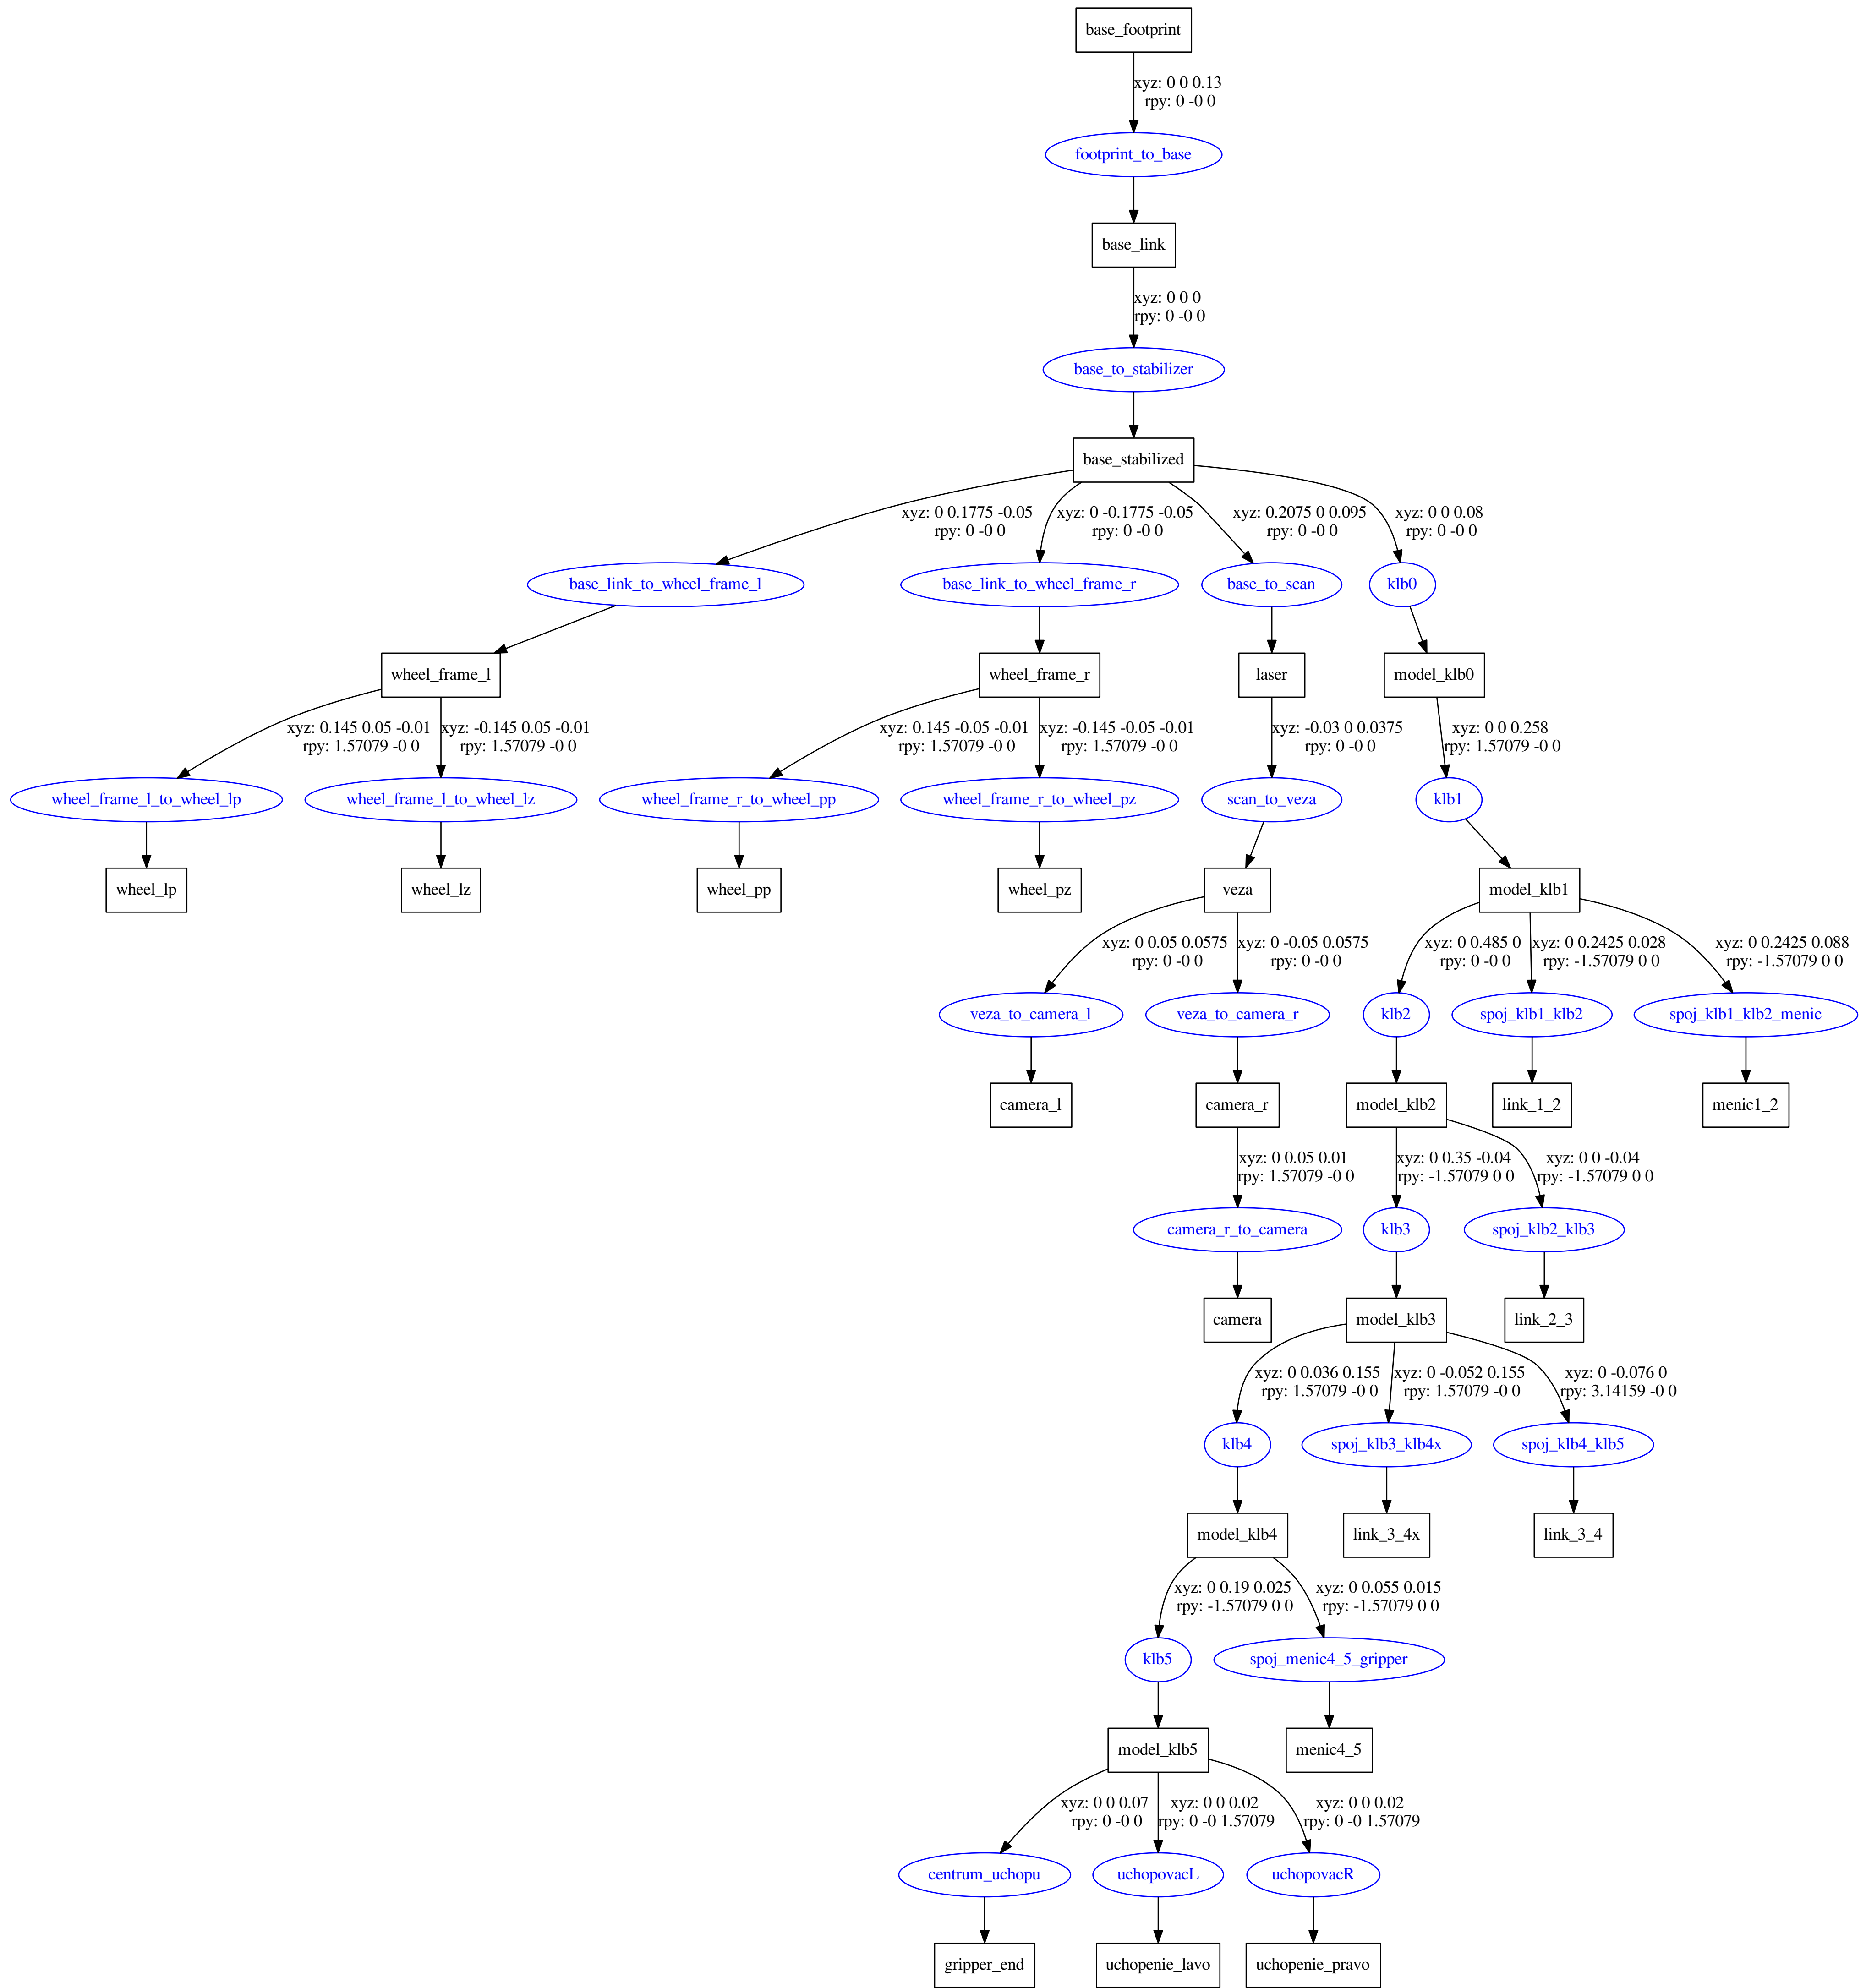 base_footprint
xyz: 0 0 0.13
rpy: 0 -0 0
footprint_to_base
base_link
xyz: 0 0 0
rpy: 0 -0 0
base_to_stabilizer
base_stabilized
xyz: 0 0.1775 -0.05
rpy: 0 -0 0
xyz: 0 -0.1775 -0.05
rpy: 0 -0 0
xyz: 0.2075 0 0.095
rpy: 0 -0 0
xyz: 0 0 0.08
rpy: 0 -0 0
base_link_to_wheel_frame_l
base_link_to_wheel_frame_r
base_to_scan
klb0
wheel_frame_l
wheel_frame_r
laser
model_klb0
xyz: 0.145 0.05 -0.01
rpy: 1.57079 -0 0
xyz: -0.145 0.05 -0.01
rpy: 1.57079 -0 0
xyz: 0.145 -0.05 -0.01
rpy: 1.57079 -0 0
xyz: -0.145 -0.05 -0.01
rpy: 1.57079 -0 0
xyz: -0.03 0 0.0375
rpy: 0 -0 0
xyz: 0 0 0.258
rpy: 1.57079 -0 0
wheel_frame_l_to_wheel_lp
wheel_frame_l_to_wheel_lz
wheel_frame_r_to_wheel_pp
wheel_frame_r_to_wheel_pz
scan_to_veza
klb1
wheel_lp
wheel_lz
wheel_pp
wheel_pz
veza
model_klb1
xyz: 0 0.05 0.0575
rpy: 0 -0 0
xyz: 0 -0.05 0.0575
rpy: 0 -0 0
xyz: 0 0.485 0
rpy: 0 -0 0
xyz: 0 0.2425 0.028
rpy: -1.57079 0 0
xyz: 0 0.2425 0.088
rpy: -1.57079 0 0
veza_to_camera_l
veza_to_camera_r
klb2
spoj_klb1_klb2
spoj_klb1_klb2_menic
camera_l
camera_r
model_klb2
link_1_2
menic1_2
xyz: 0 0.05 0.01
rpy: 1.57079 -0 0
xyz: 0 0.35 -0.04
rpy: -1.57079 0 0
xyz: 0 0 -0.04
rpy: -1.57079 0 0
camera_r_to_camera
klb3
spoj_klb2_klb3
camera
model_klb3
link_2_3
xyz: 0 0.036 0.155
rpy: 1.57079 -0 0
xyz: 0 -0.052 0.155
rpy: 1.57079 -0 0
xyz: 0 -0.076 0
rpy: 3.14159 -0 0
klb4
spoj_klb3_klb4x
spoj_klb4_klb5
model_klb4
link_3_4x
link_3_4
xyz: 0 0.19 0.025
rpy: -1.57079 0 0
xyz: 0 0.055 0.015
rpy: -1.57079 0 0
klb5
spoj_menic4_5_gripper
model_klb5
menic4_5
xyz: 0 0 0.07
rpy: 0 -0 0
xyz: 0 0 0.02
rpy: 0 -0 1.57079
xyz: 0 0 0.02
rpy: 0 -0 1.57079
centrum_uchopu
uchopovacL
uchopovacR
gripper_end
uchopenie_lavo
uchopenie_pravo